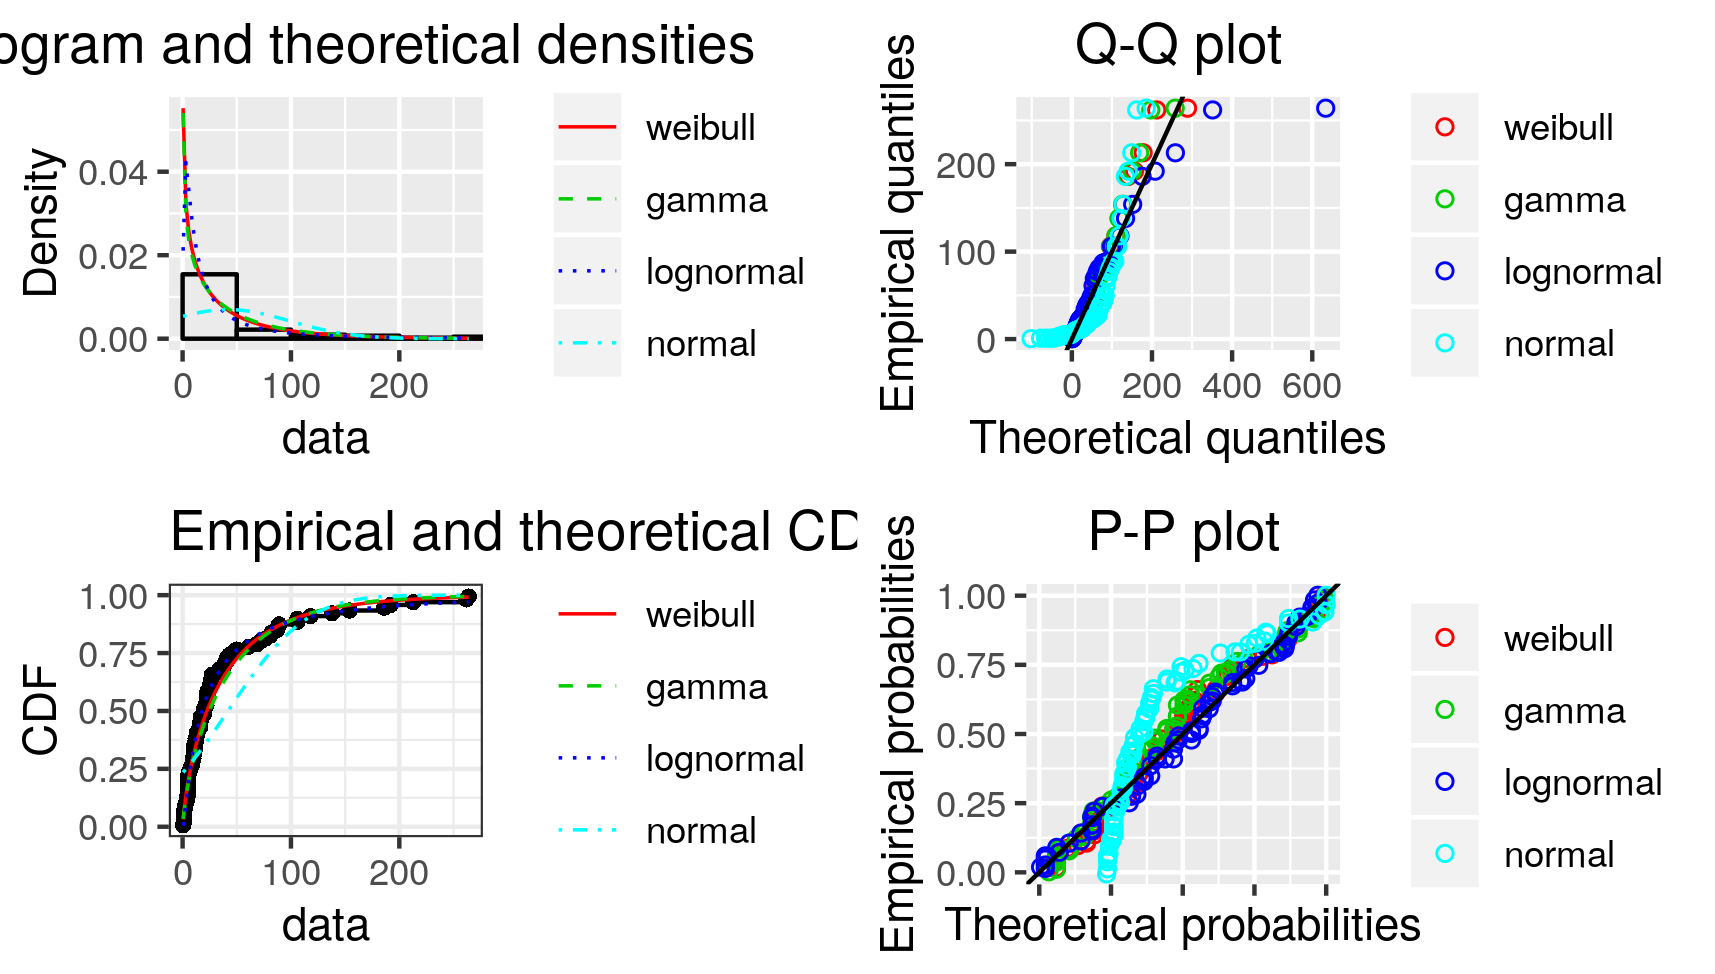 ogram and theoretical densities
Density
0.04
0.02
0.00
0 100 200
data
weibull
gamma
lognormal
normal
Q-Q plot
Empirical quantiles
200
100
0
0 200 400 600
Theoretical quantiles
weibull
gamma
lognormal
normal
Empirical and theoretical CD
CDF
1.00
0.75
0.50
0.25
0.00
0 100 200
data
weibull
gamma
lognormal
normal
P-P plot
Empirical probabilities
1.00
0.75
0.50
0.25
0.00
Theoretical probabilities
weibull
gamma
lognormal
normal